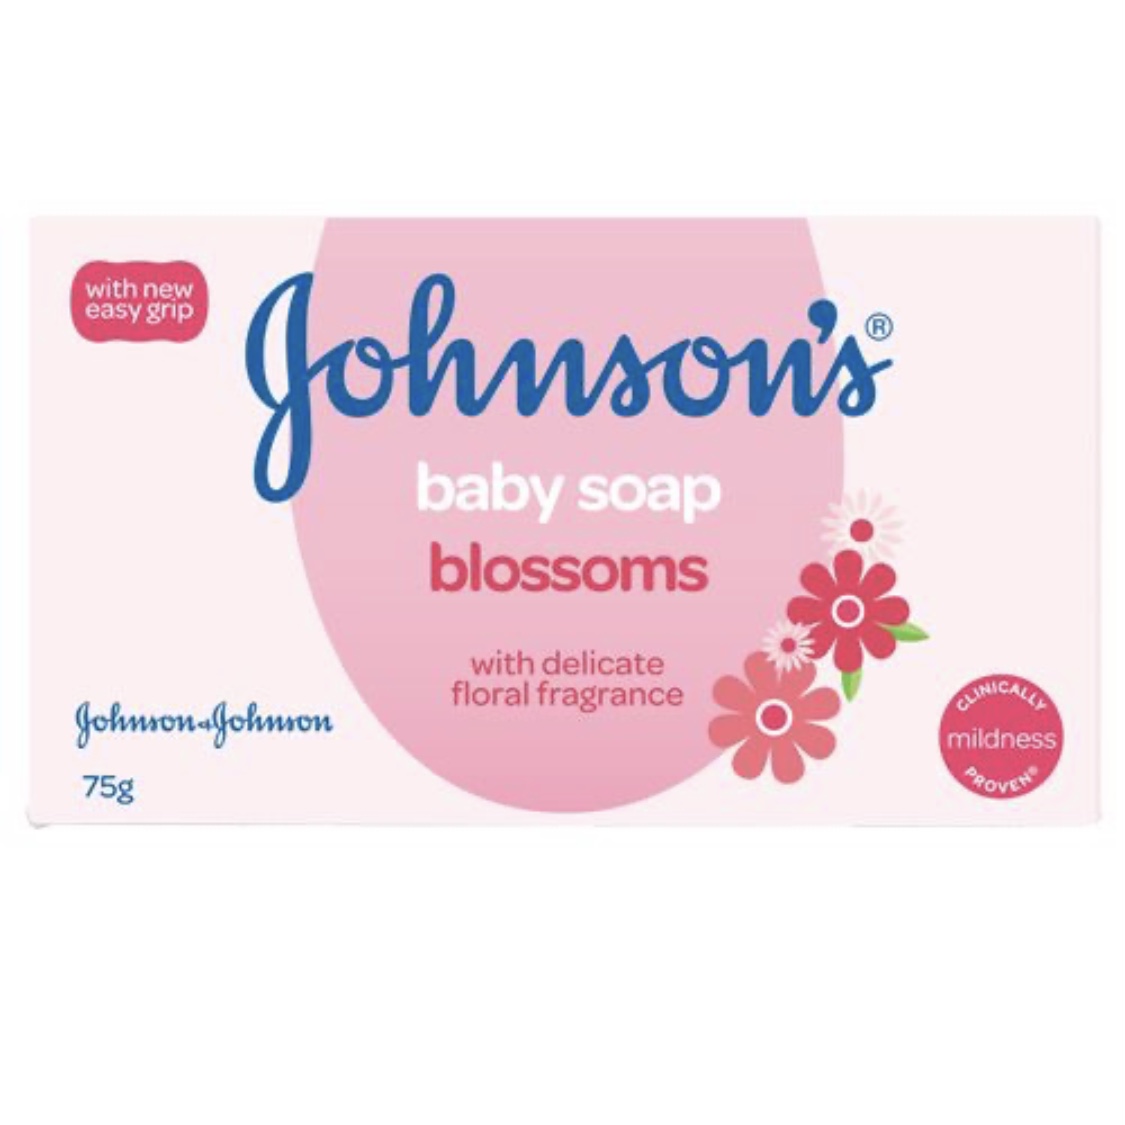 with new
easy grip
Johnson's®
baby soap
blossoms
with delicate
floral fragrance
Johnson & Johnson
75g
CLINICALLY
mildness
PROVEN®